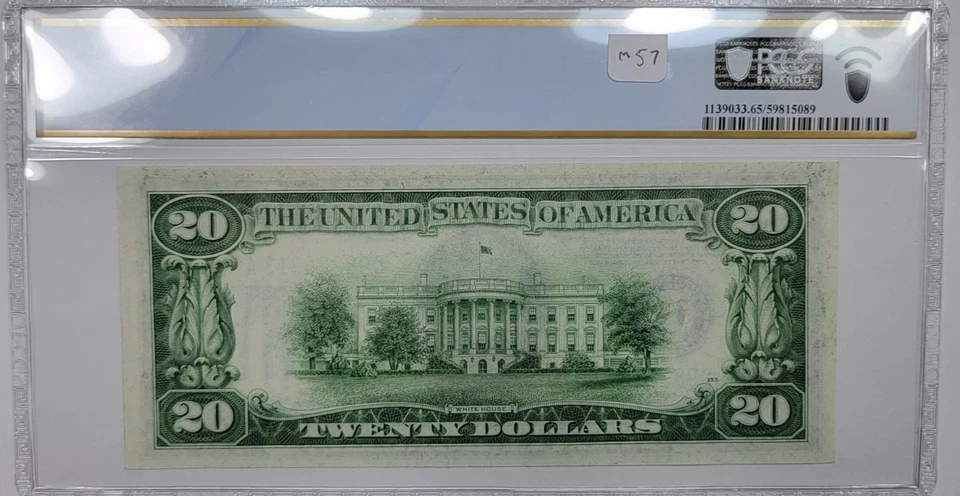 m57
PCGS
BANKNOTE
1139033.65/59815089
20 THE UNITED STATES OF AMERICA 20
253
WHITE HOUSE
20 TWENTY DOLLARS 20